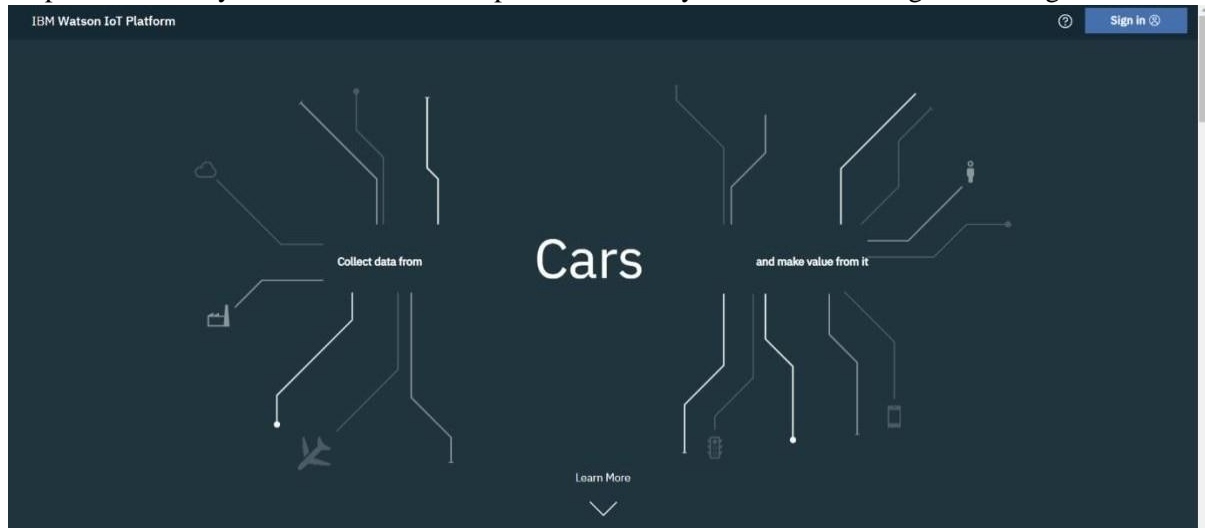 IBM Watson IoT Platform
Sign in
Collect data from
Cars
and make value from it
Learn More